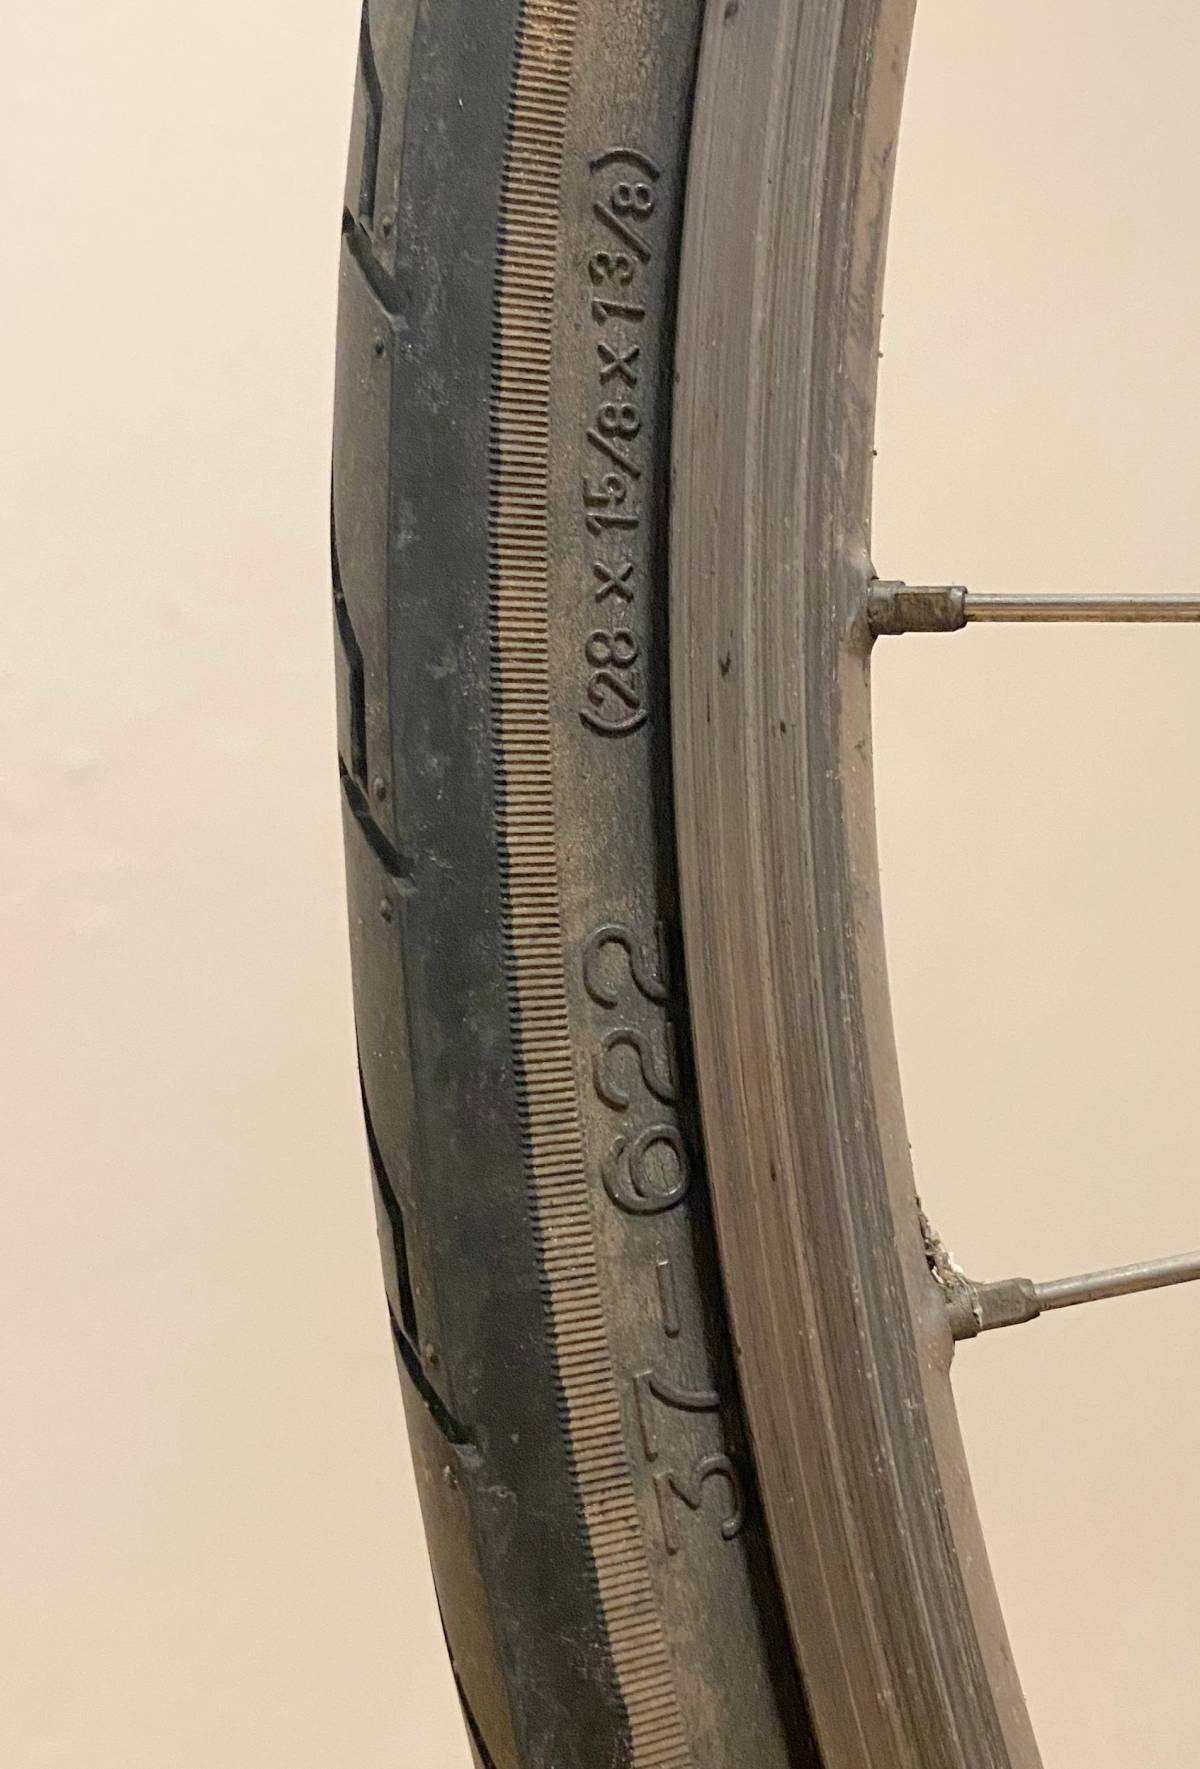 37-622 (28 x 1 5/8 x 1 3/8)